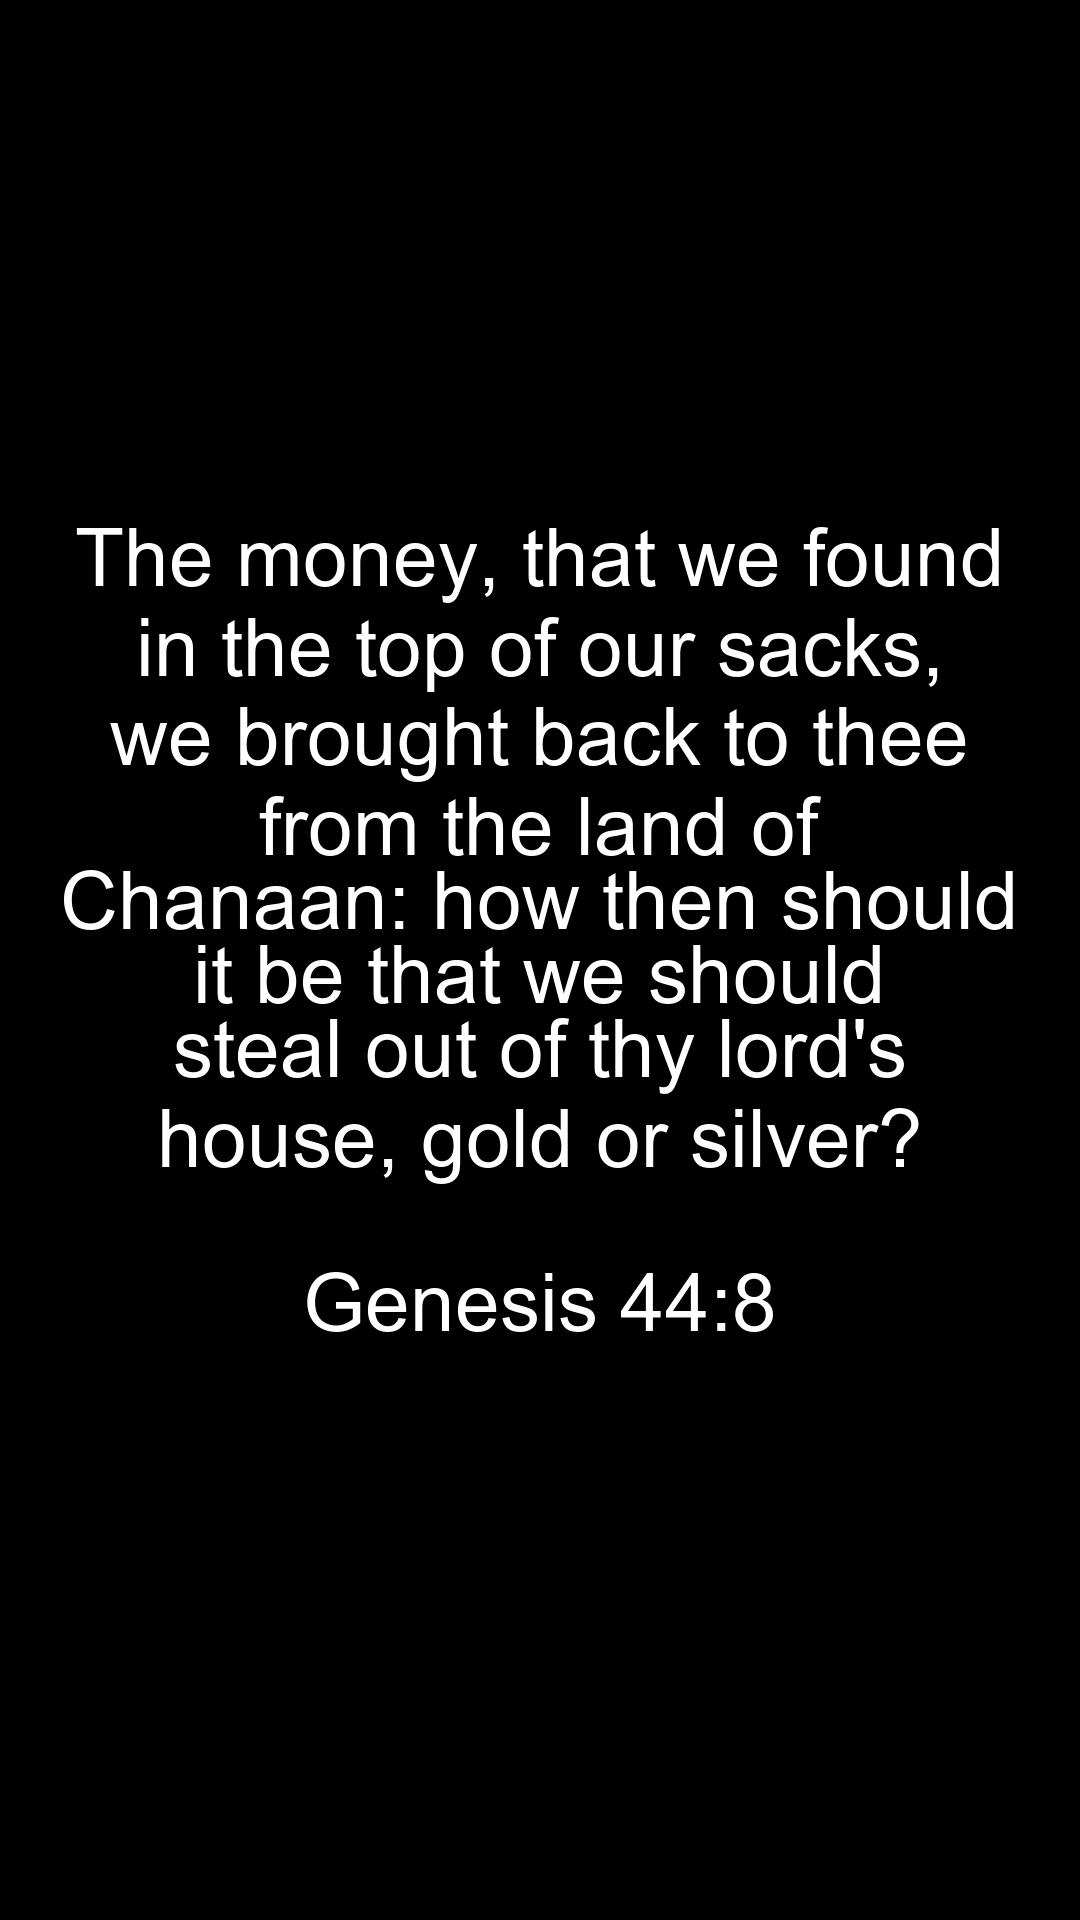 The money, that we found
in the top of our sacks,
we brought back to thee
from the land of
Chanaan: how then should
it be that we should
steal out of thy lord's
house, gold or silver?
Genesis 44:8